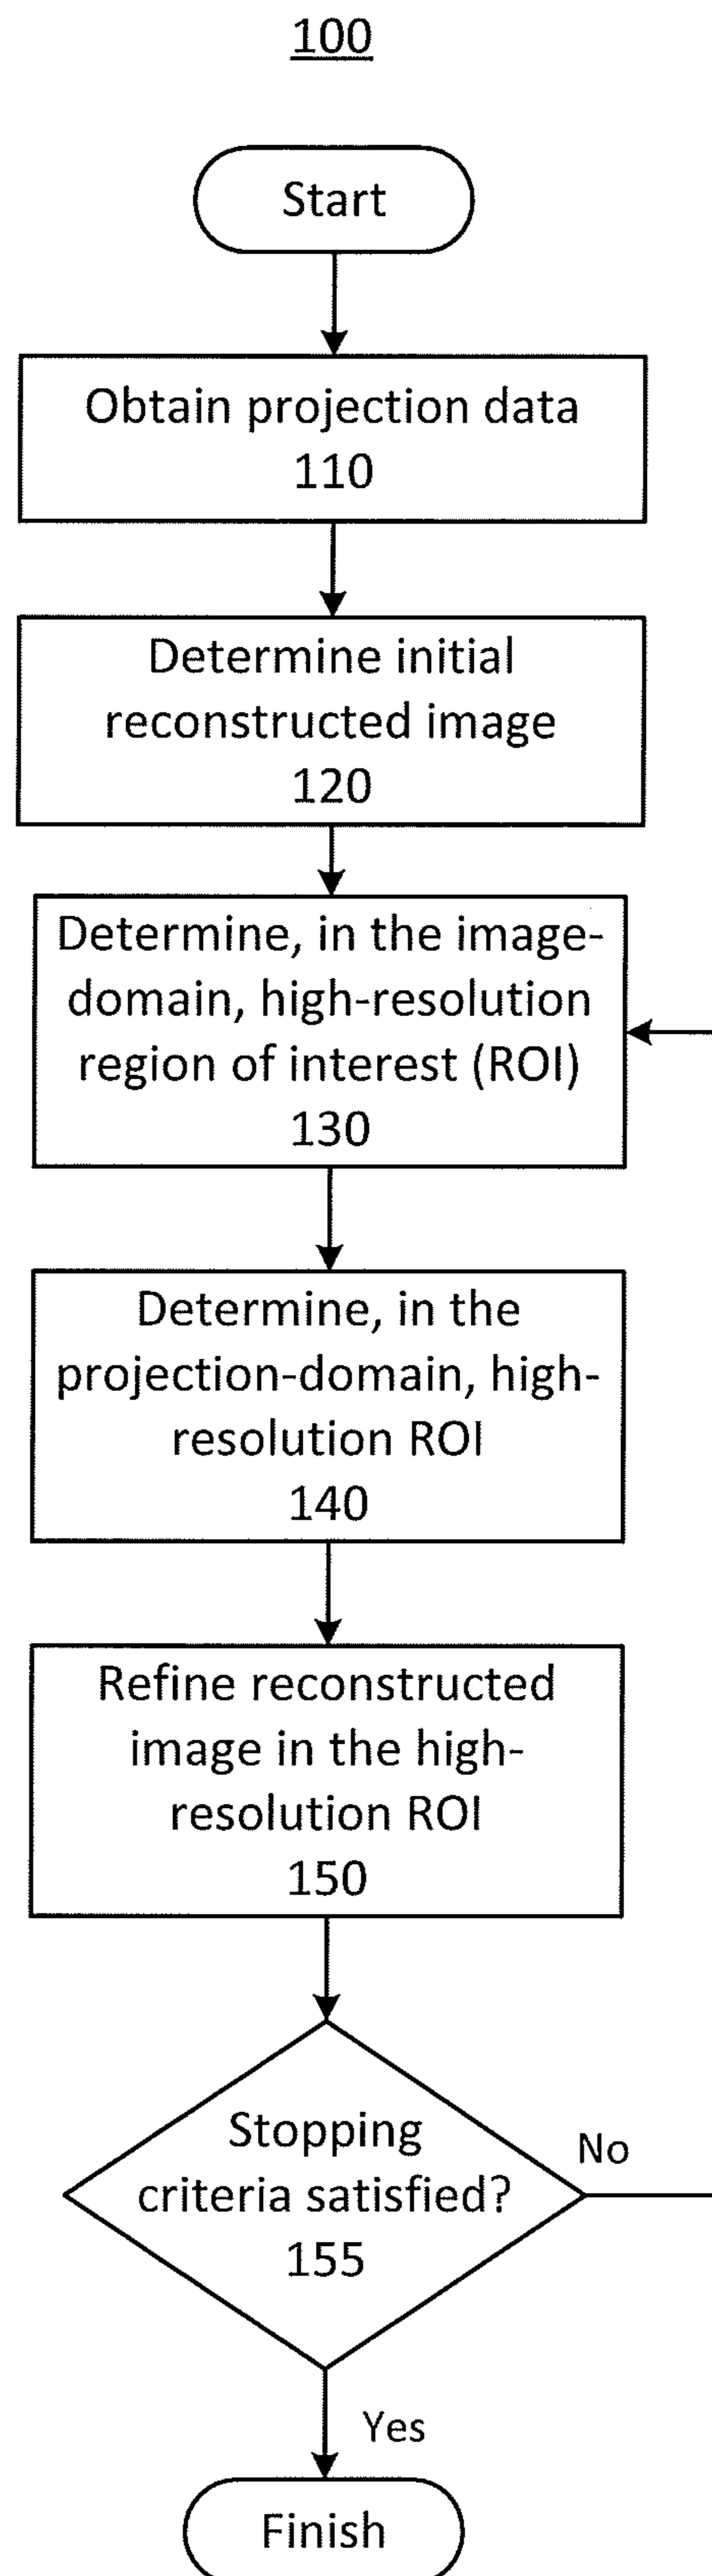 100
Start
Obtain projection data
110
Determine initial
reconstructed image
120
Determine, in the image-
domain, high-resolution
region of interest (ROI)
130
Determine, in the
projection-domain, high-
resolution ROI
140
Refine reconstructed
image in the high-
resolution ROI
150
Stopping
criteria satisfied?
155
No
Yes
Finish